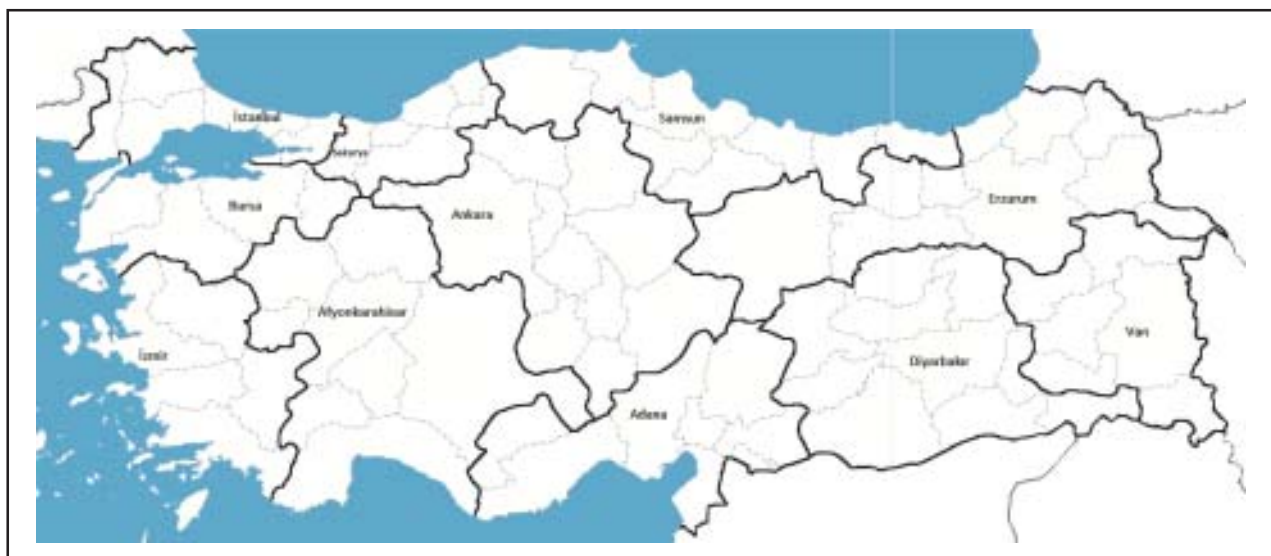 İstanbul
Samsun
Sakarya
Bursa
Ankara
Erzurum
Afyonkarahisar
Van
İzmir
Diyarbakır
Adana